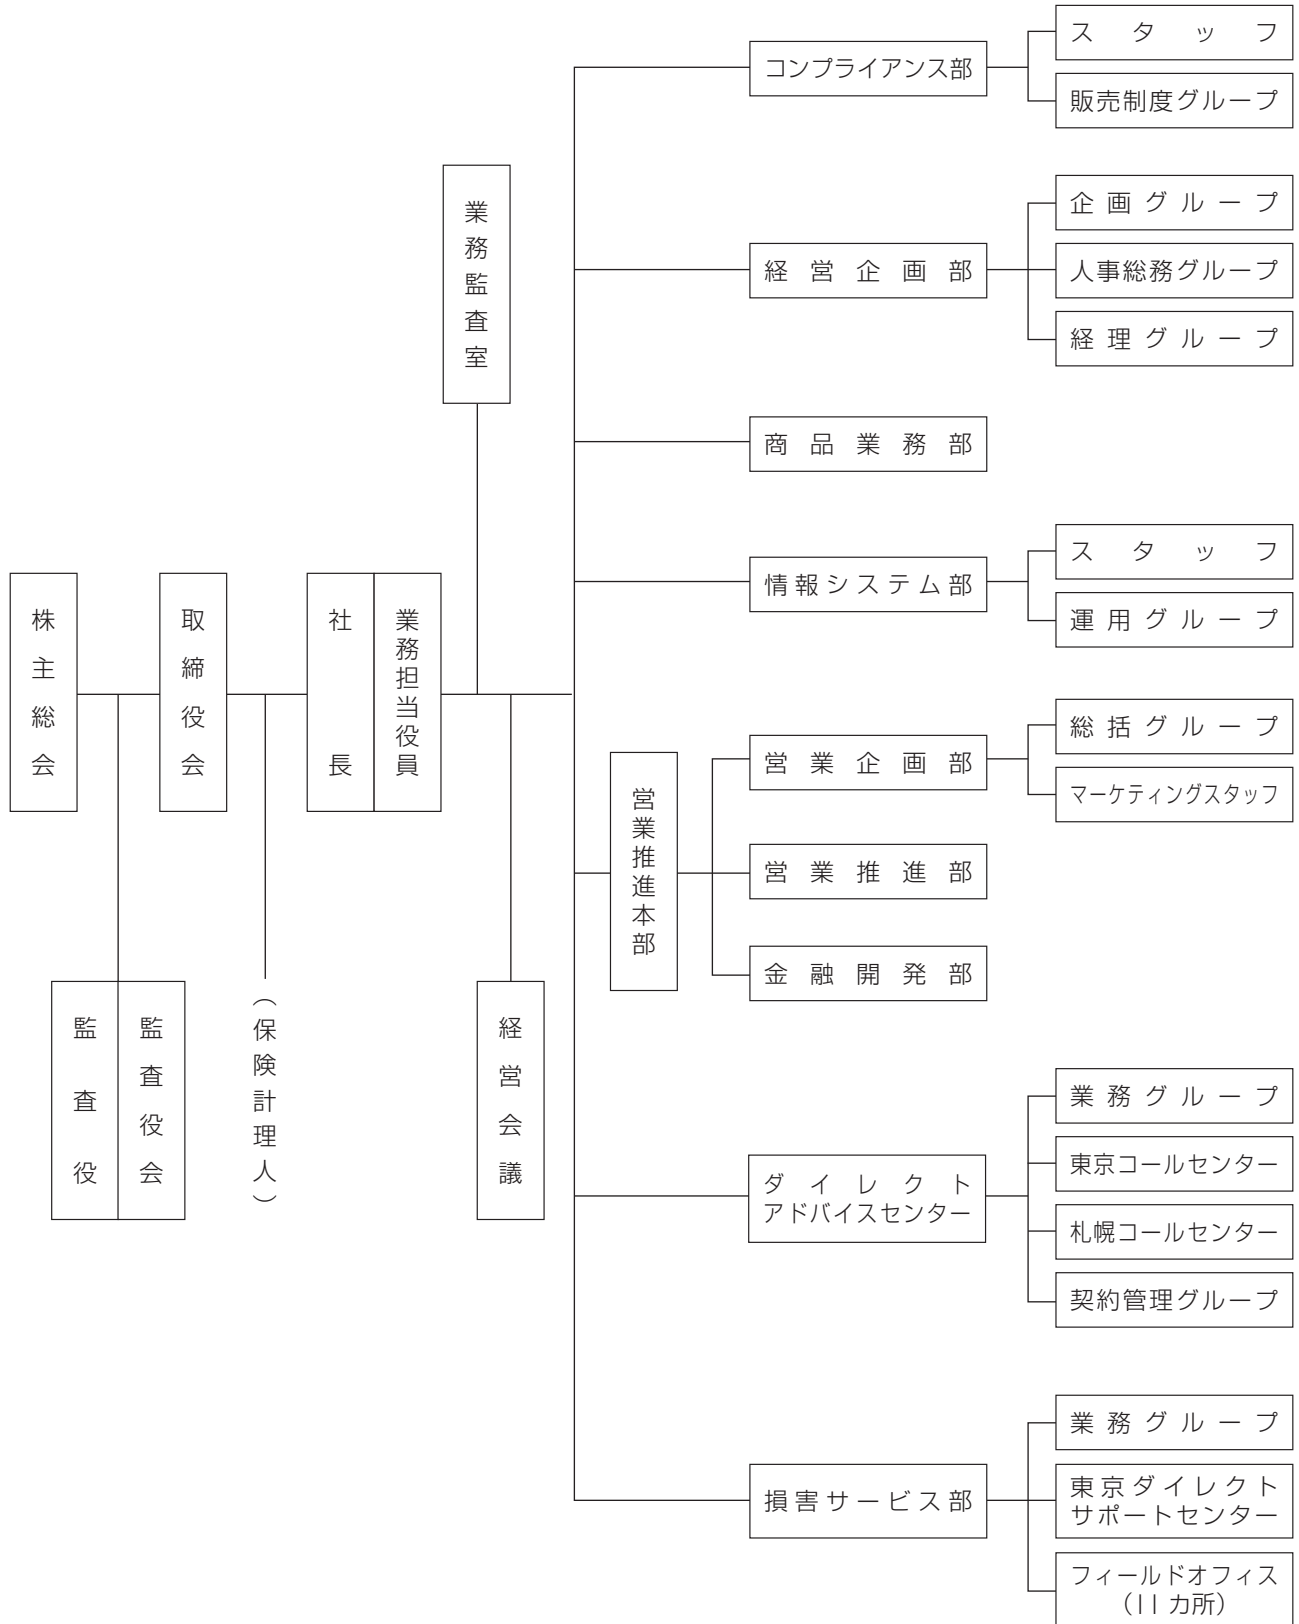 株主総会
監査役
監査役会
取締役会
（保険計理人）
社長
業務担当役員
業務監査室
経営会議
コンプライアンス部
スタッフ
販売制度グループ
経営企画部
企画グループ
人事総務グループ
経理グループ
商品業務部
情報システム部
スタッフ
運用グループ
営業推進本部
営業企画部
総括グループ
マーケティングスタッフ
営業推進部
金融開発部
ダイレクト
アドバイスセンター
業務グループ
東京コールセンター
札幌コールセンター
契約管理グループ
損害サービス部
業務グループ
東京ダイレクト
サポートセンター
フィールドオフィス
（11カ所）